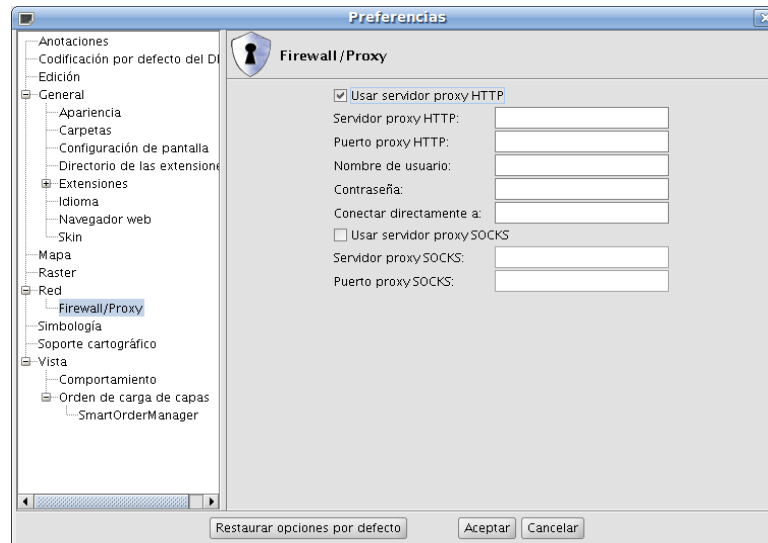 Preferencias
Anotaciones
Codificación por defecto del D
Edición
General
Apariencia
Carpetas
Configuración de pantalla
Directorio de las extensione
Extensiones
Idioma
Navegador web
Skin
Mapa
Raster
Red
Firewall/Proxy
Simbología
Soporte cartográfico
Vista
Comportamiento
Orden de carga de capas
SmartOrderManager
Firewall/Proxy
Usar servidor proxy HTTP
Servidor proxy HTTP:
Puerto proxy HTTP:
Nombre de usuario:
Contraseña:
Conectar directamente a:
Usar servidor proxy SOCKS
Servidor proxy SOCKS:
Puerto proxy SOCKS:
Restaurar opciones por defecto
Aceptar
Cancelar